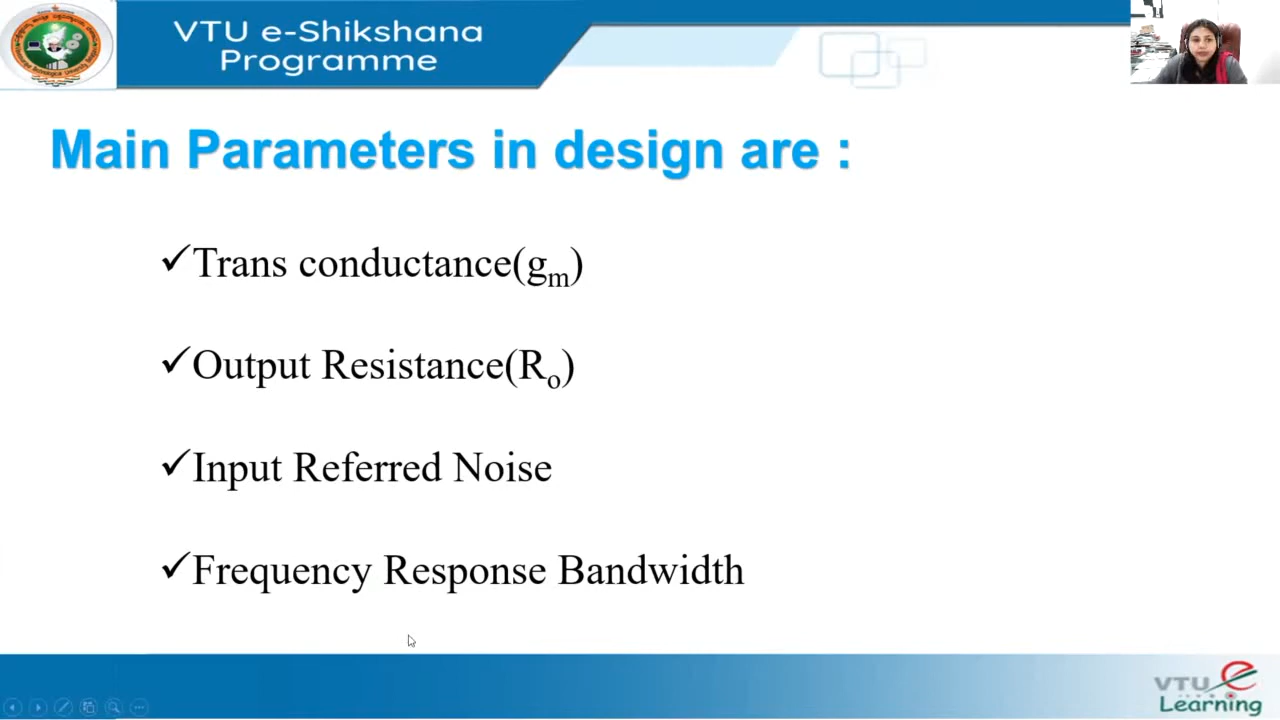 VTU e-Shikshana
Programme
Main Parameters in design are :
✓Trans conductance(gm)
✓Output Resistance(Ro)
✓Input Referred Noise
✓Frequency Response Bandwidth
VTU e
Learning